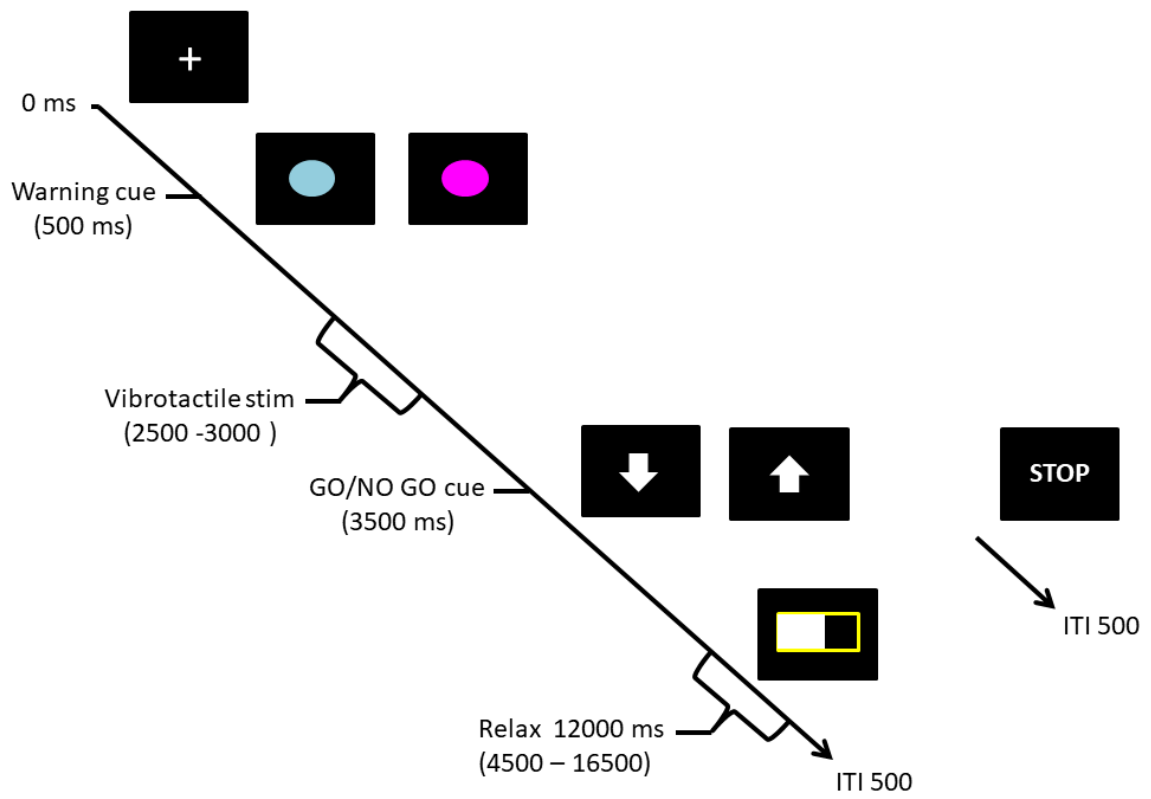 0 ms
Warning cue
(500 ms)
Vibrotactile stim
(2500 -3000 )
GO/NO GO cue
(3500 ms)
STOP
ITI 500
Relax 12000 ms
(4500 – 16500)
ITI 500